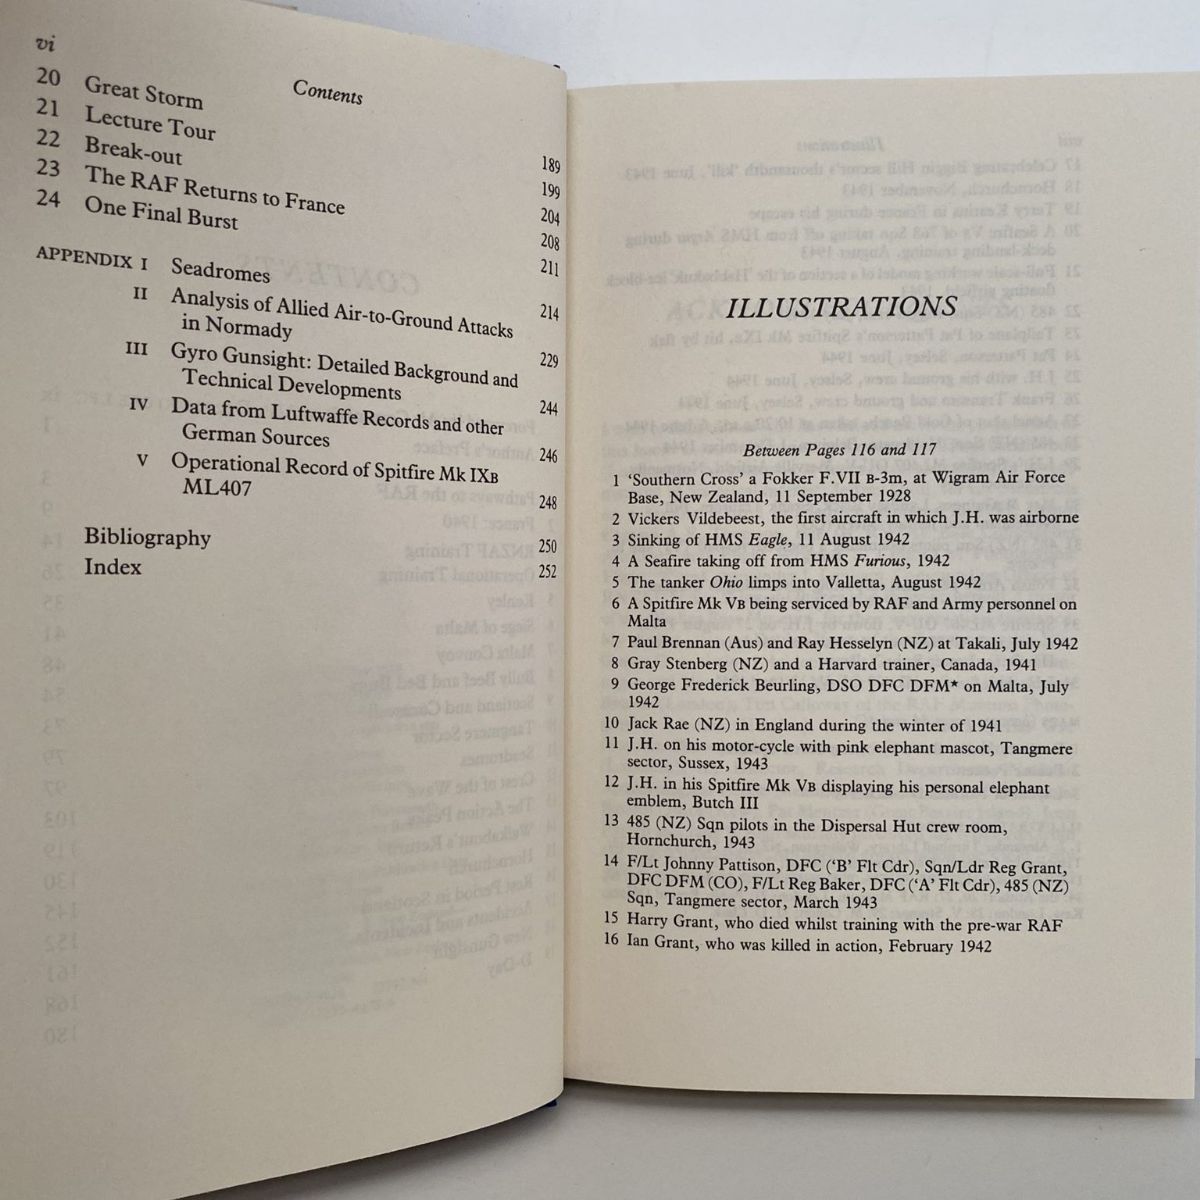 vi
Contents
20 Great Storm 189
21 Lecture Tour 199
22 Break-out 204
23 The RAF Returns to France 208
24 One Final Burst 211
APPENDIX I Seadromes 214
II Analysis of Allied Air-to-Ground Attacks
in Normady 229
III Gyro Gunsight: Detailed Background and
Technical Developments 244
IV Data from Luftwaffe Records and other
German Sources 246
V Operational Record of Spitfire Mk IXB
ML407 248
Bibliography 250
Index 252
ILLUSTRATIONS
Between Pages 116 and 117
1 ‘Southern Cross’ a Fokker F.VII B-3m, at Wigram Air Force
Base, New Zealand, 11 September 1928
2 Vickers Vildebeest, the first aircraft in which J.H. was airborne
3 Sinking of HMS Eagle, 11 August 1942
4 A Seafire taking off from HMS Furious, 1942
5 The tanker Ohio limps into Valletta, August 1942
6 A Spitfire Mk VB being serviced by RAF and Army personnel on
Malta
7 Paul Brennan (Aus) and Ray Hesselyn (NZ) at Takali, July 1942
8 Gray Stenberg (NZ) and a Harvard trainer, Canada, 1941
9 George Frederick Beurling, DSO DFC DFM★ on Malta, July
1942
10 Jack Rae (NZ) in England during the winter of 1941
11 J.H. on his motor-cycle with pink elephant mascot, Tangmere
sector, Sussex, 1943
12 J.H. in his Spitfire Mk VB displaying his personal elephant
emblem, Butch III
13 485 (NZ) Sqn pilots in the Dispersal Hut crew room,
Hornchurch, 1943
14 F/Lt Johnny Pattison, DFC (‘B’ Flt Cdr), Sqn/Ldr Reg Grant,
DFC DFM (CO), F/Lt Reg Baker, DFC (‘A’ Flt Cdr), 485 (NZ)
Sqn, Tangmere sector, March 1943
15 Harry Grant, who died whilst training with the pre-war RAF
16 Ian Grant, who was killed in action, February 1942